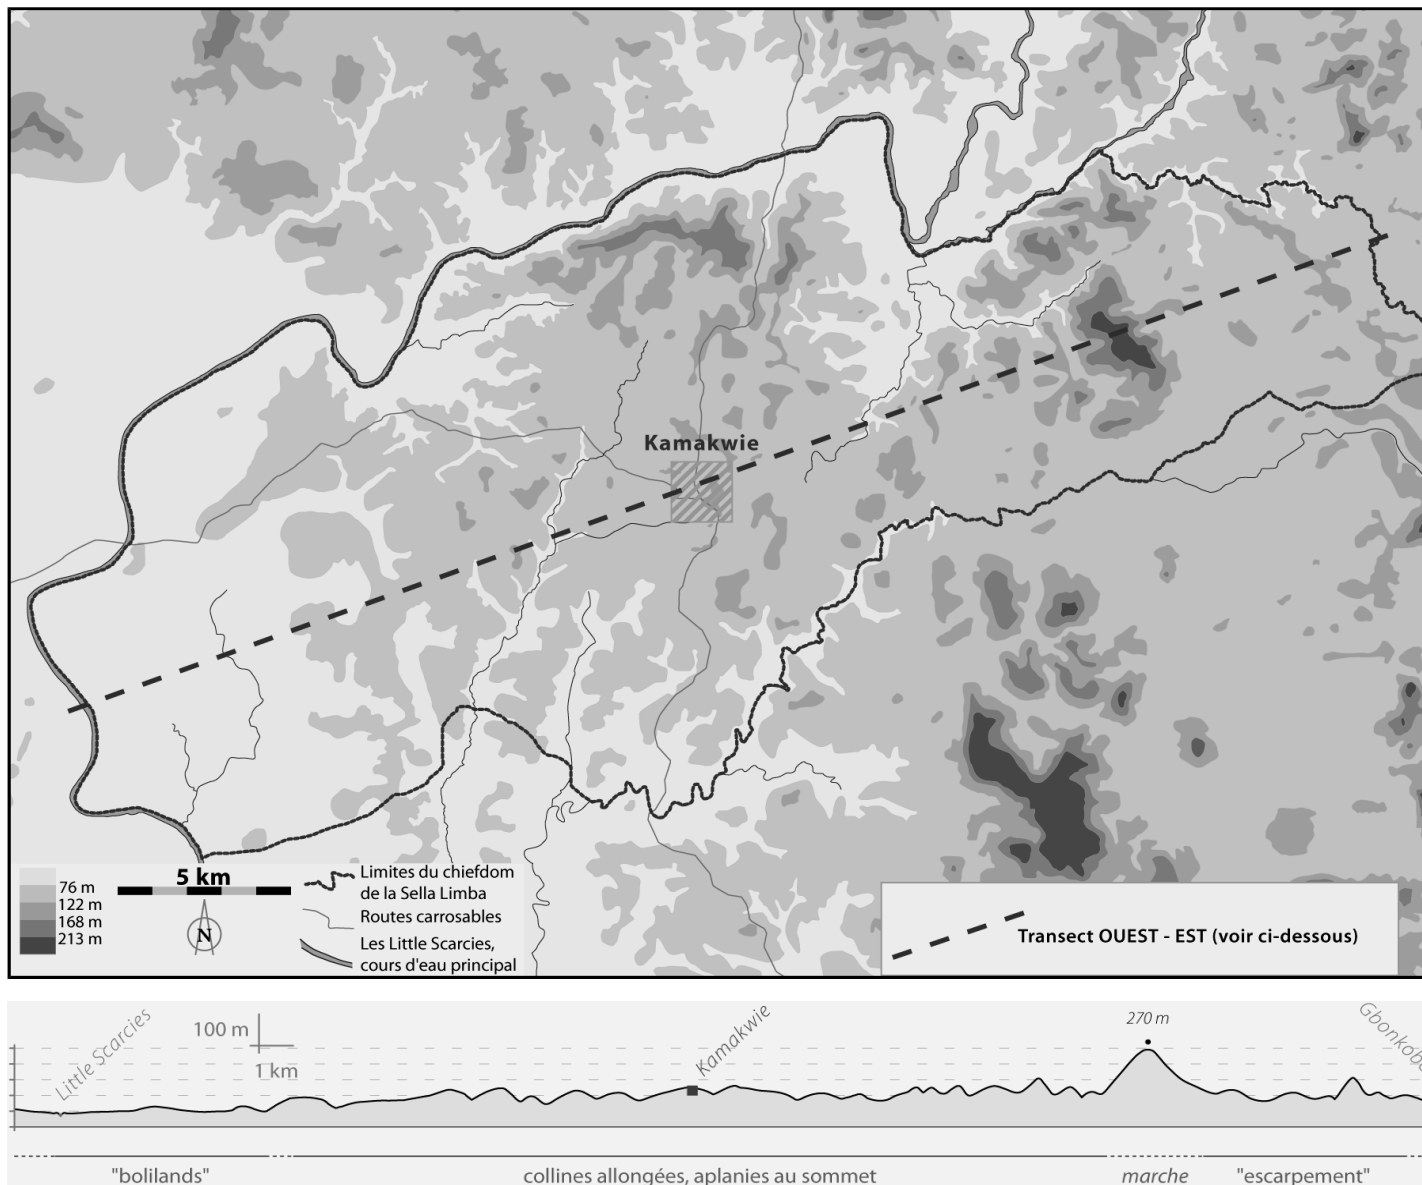 Kamakwie
76 m
122 m
168 m
213 m
5 km
N
Limites du chiefdom
de la Sella Limba
Routes carrosables
Les Little Scarcies,
cours d'eau principal
Transect OUEST - EST (voir ci-dessous)
Little Scarcies
100 m
1 km
Kamakwie
270 m
"bolilands"
collines allongées, aplanies au sommet
marche
"escarpement"